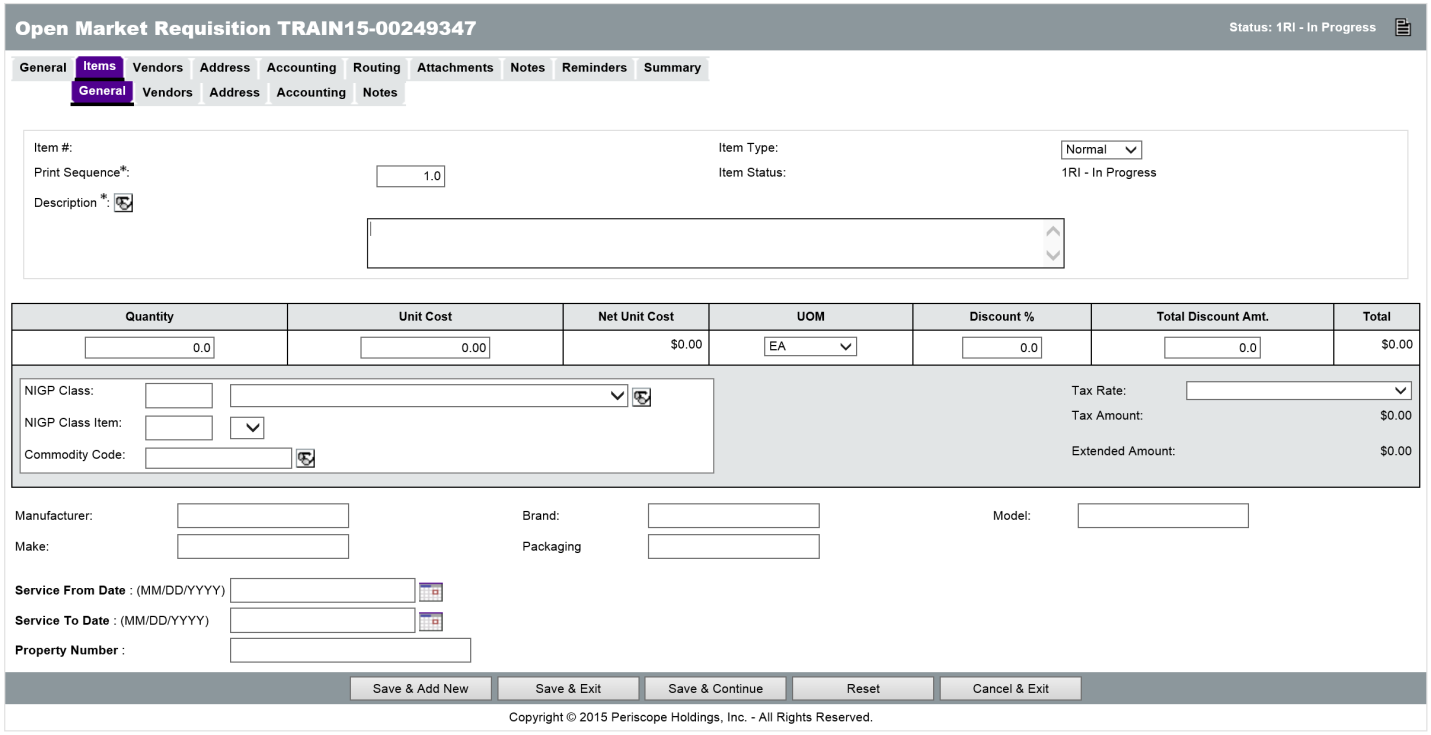 Open Market Requisition TRAIN15-00249347 Status: 1RI - In Progress
General Items Vendors Address Accounting Routing Attachments Notes Reminders Summary
General Vendors Address Accounting Notes
Item #: Item Type: Normal
Print Sequence*: 1.0 Item Status: 1RI - In Progress
Description *:
Quantity Unit Cost Net Unit Cost UOM Discount % Total Discount Amt. Total
0.0 0.00 $0.00 EA 0.0 0.0 $0.00
NIGP Class: Tax Rate:
Tax Amount: $0.00
NIGP Class Item:
Commodity Code: Extended Amount: $0.00
Manufacturer: Brand: Model:
Make: Packaging
Service From Date : (MM/DD/YYYY)
Service To Date : (MM/DD/YYYY)
Property Number :
Save & Add New Save & Exit Save & Continue Reset Cancel & Exit
Copyright © 2015 Periscope Holdings, Inc. - All Rights Reserved.